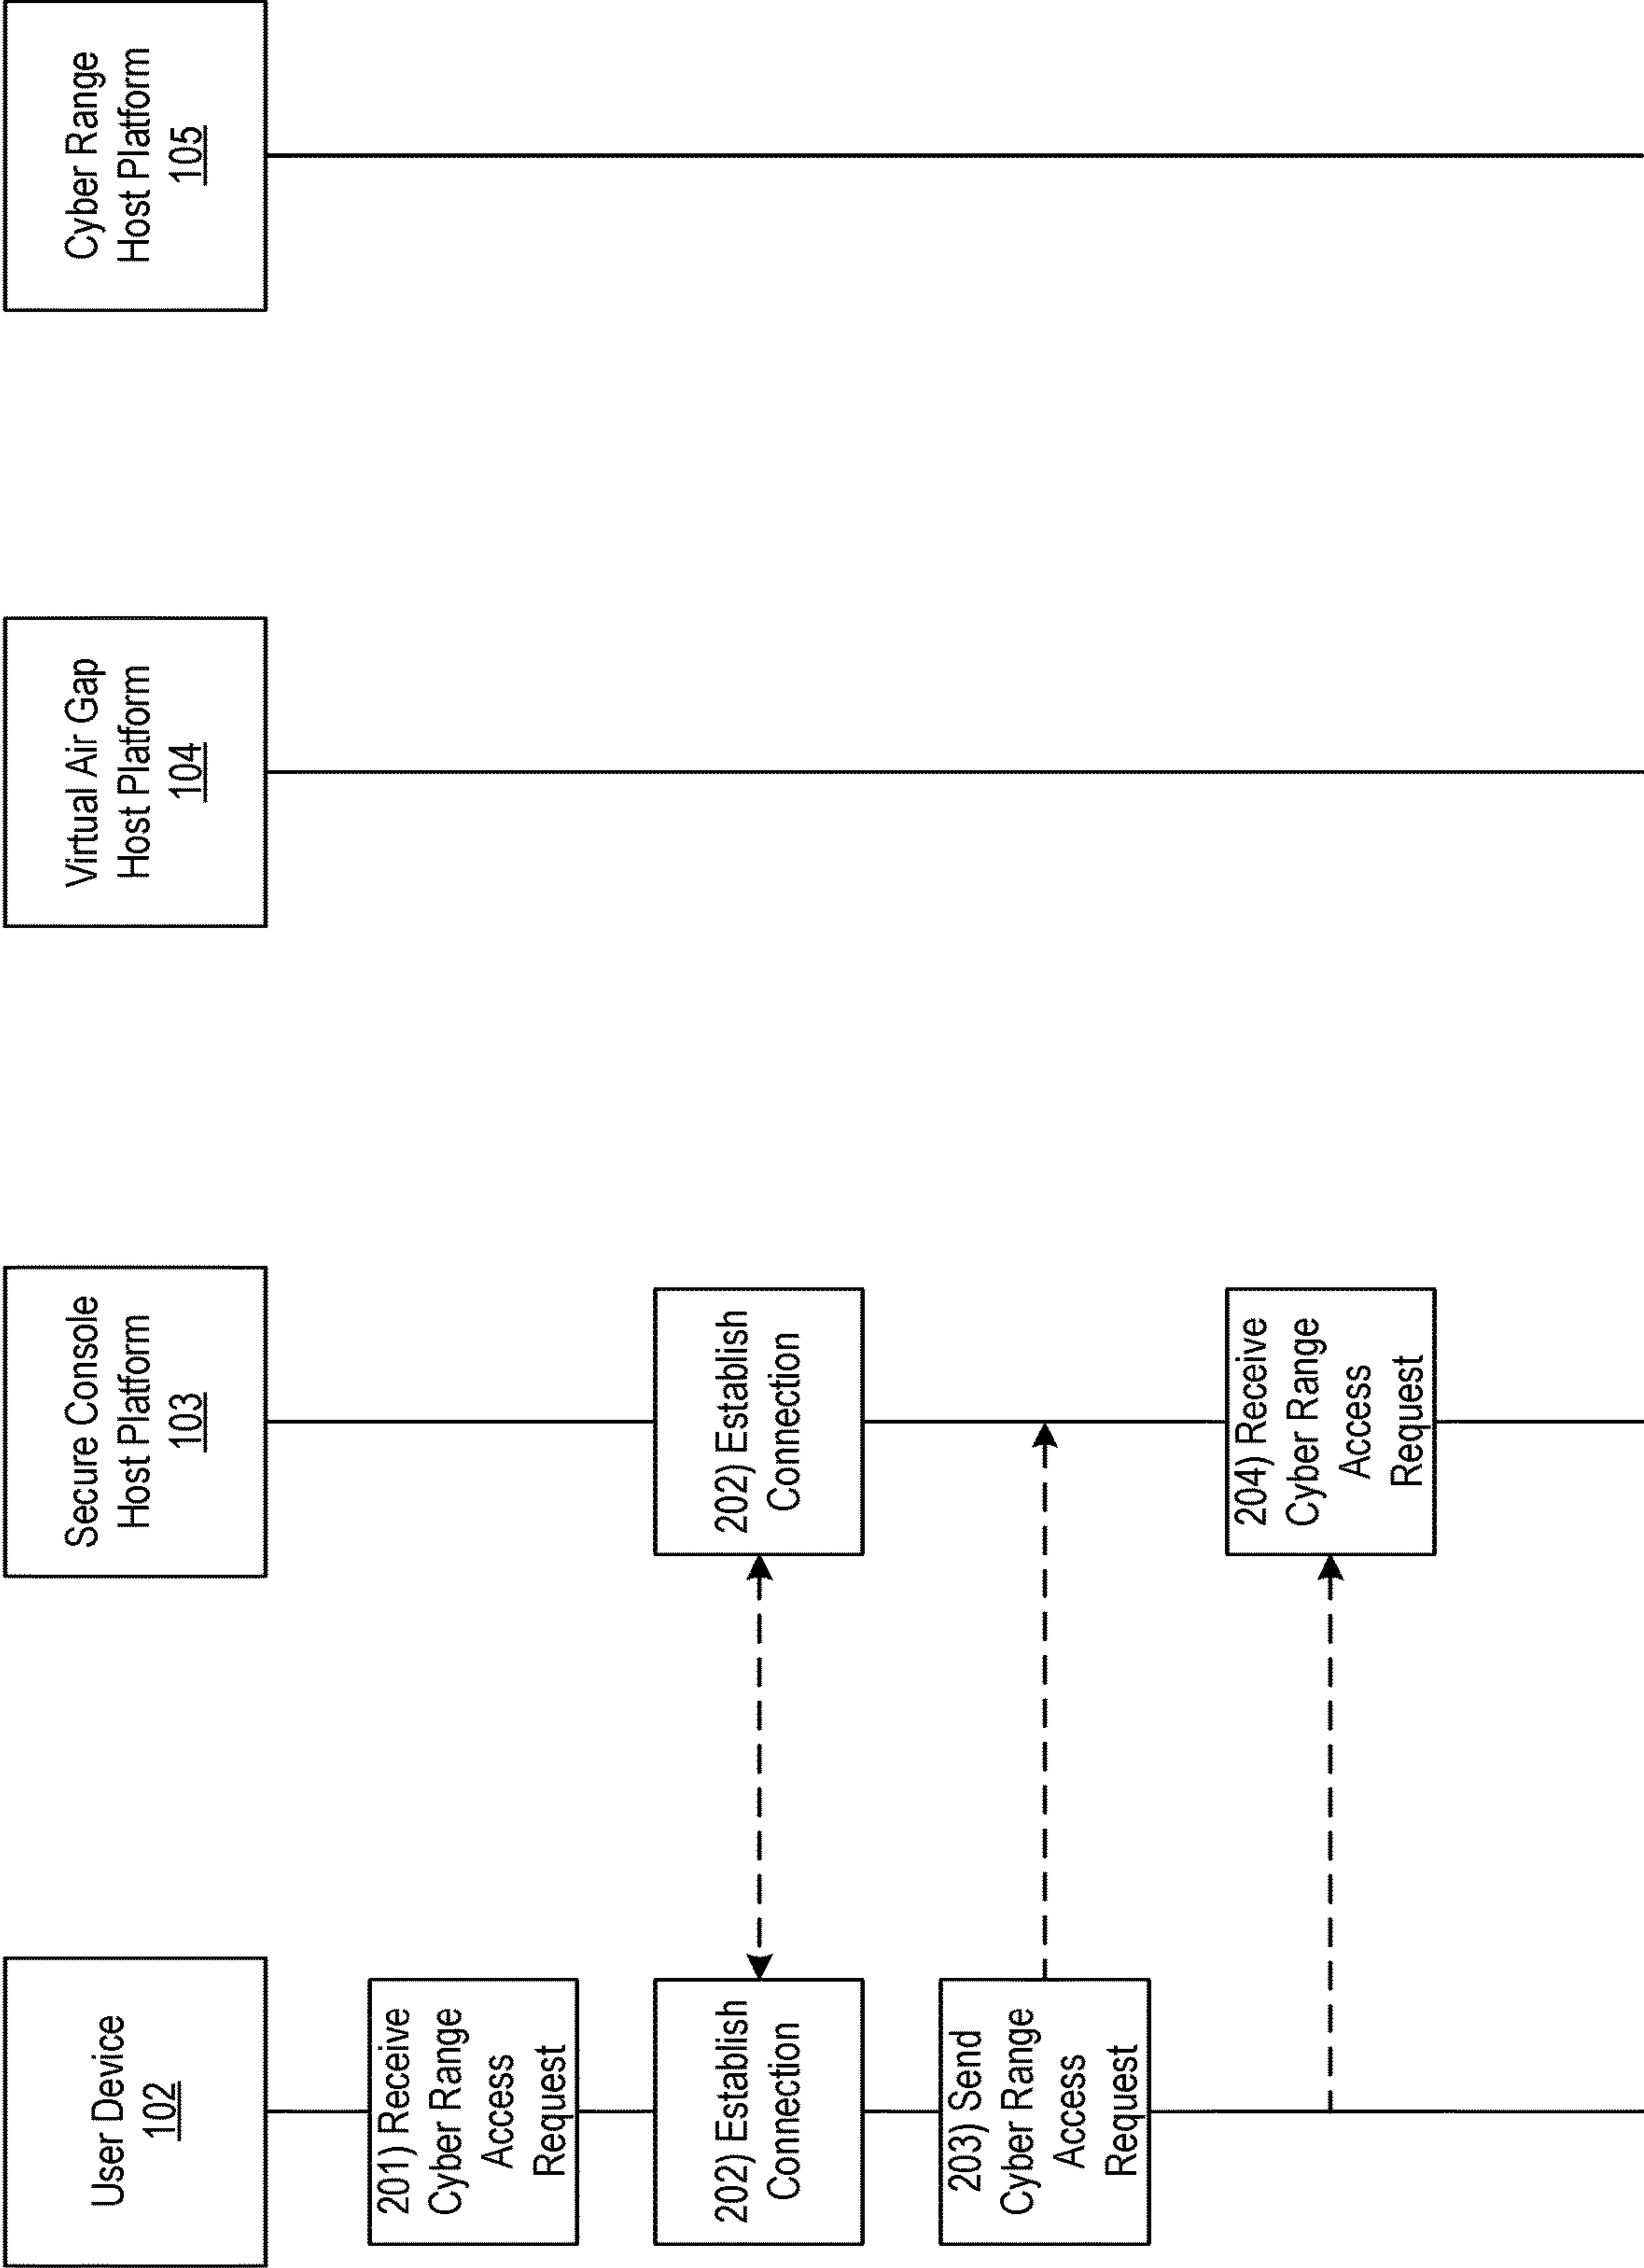 User Device
102
Secure Console
Host Platform
103
Virtual Air Gap
Host Platform
104
Cyber Range
Host Platform
105
201) Receive
Cyber Range
Access
Request
202) Establish
Connection
202) Establish
Connection
203) Send
Cyber Range
Access
Request
204) Receive
Cyber Range
Access
Request